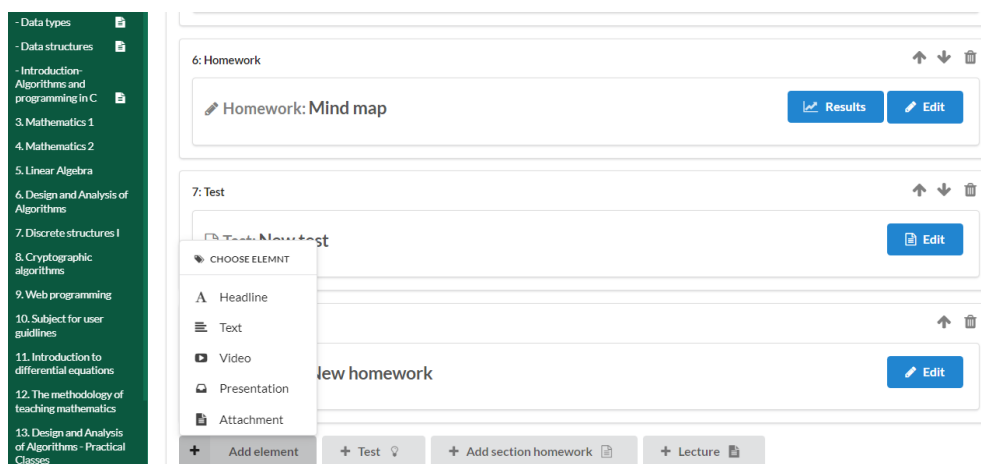 - Data types
- Data structures
- Introduction-
Algorithms and
programming in C
3. Mathematics 1
4. Mathematics 2
5. Linear Algebra
6. Design and Analysis of
Algorithms
7. Discrete structures I
8. Cryptographic
algorithms
9. Web programming
10. Subject for user
guidlines
11. Introduction to
differential equations
12. The methodology of
teaching mathematics
13. Design and Analysis
of Algorithms - Practical
Classes
6: Homework
Homework: Mind map
Results
Edit
7: Test
Test: New test
Edit
CHOOSE ELEMNT
Headline
Text
Video
Presentation
Attachment
New homework
Edit
+ Add element
+ Test
+ Add section homework
+ Lecture